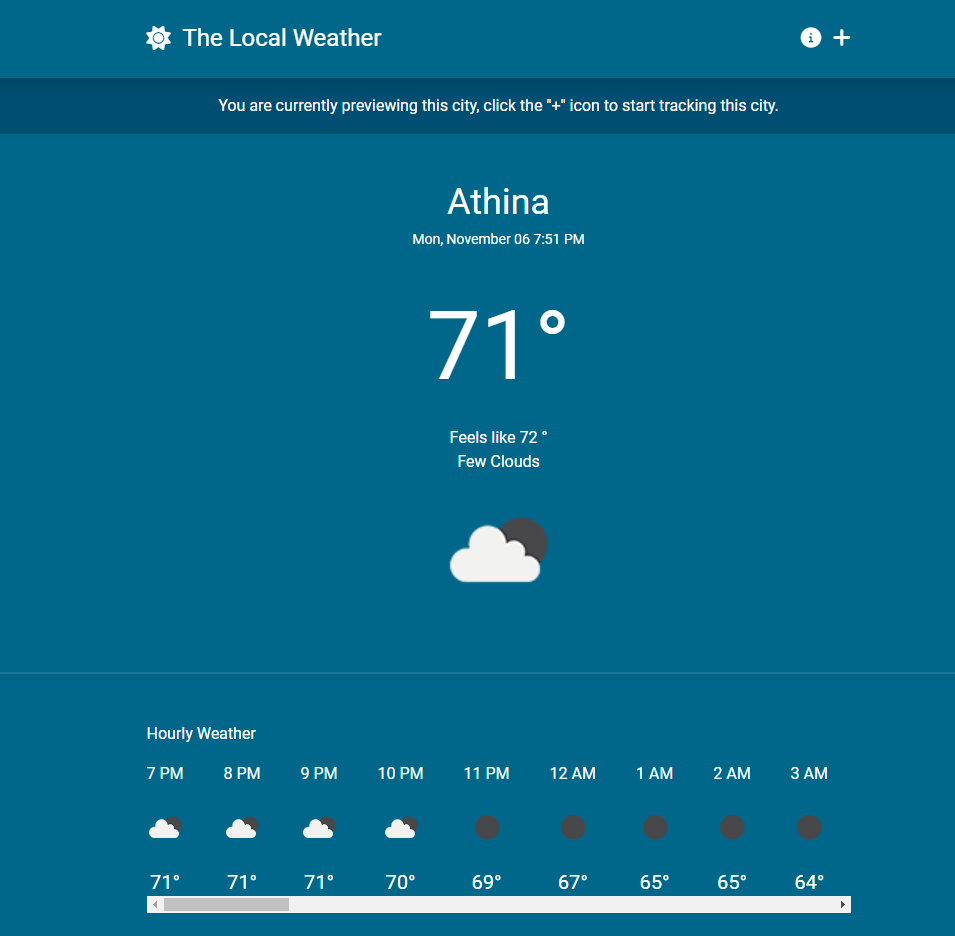 The Local Weather
You are currently previewing this city, click the "+" icon to start tracking this city.
Athina
Mon, November 06 7:51 PM
71°
Feels like 72 °
Few Clouds
Hourly Weather
7 PM 8 PM 9 PM 10 PM 11 PM 12 AM 1 AM 2 AM 3 AM
71° 71° 71° 70° 69° 67° 65° 65° 64°